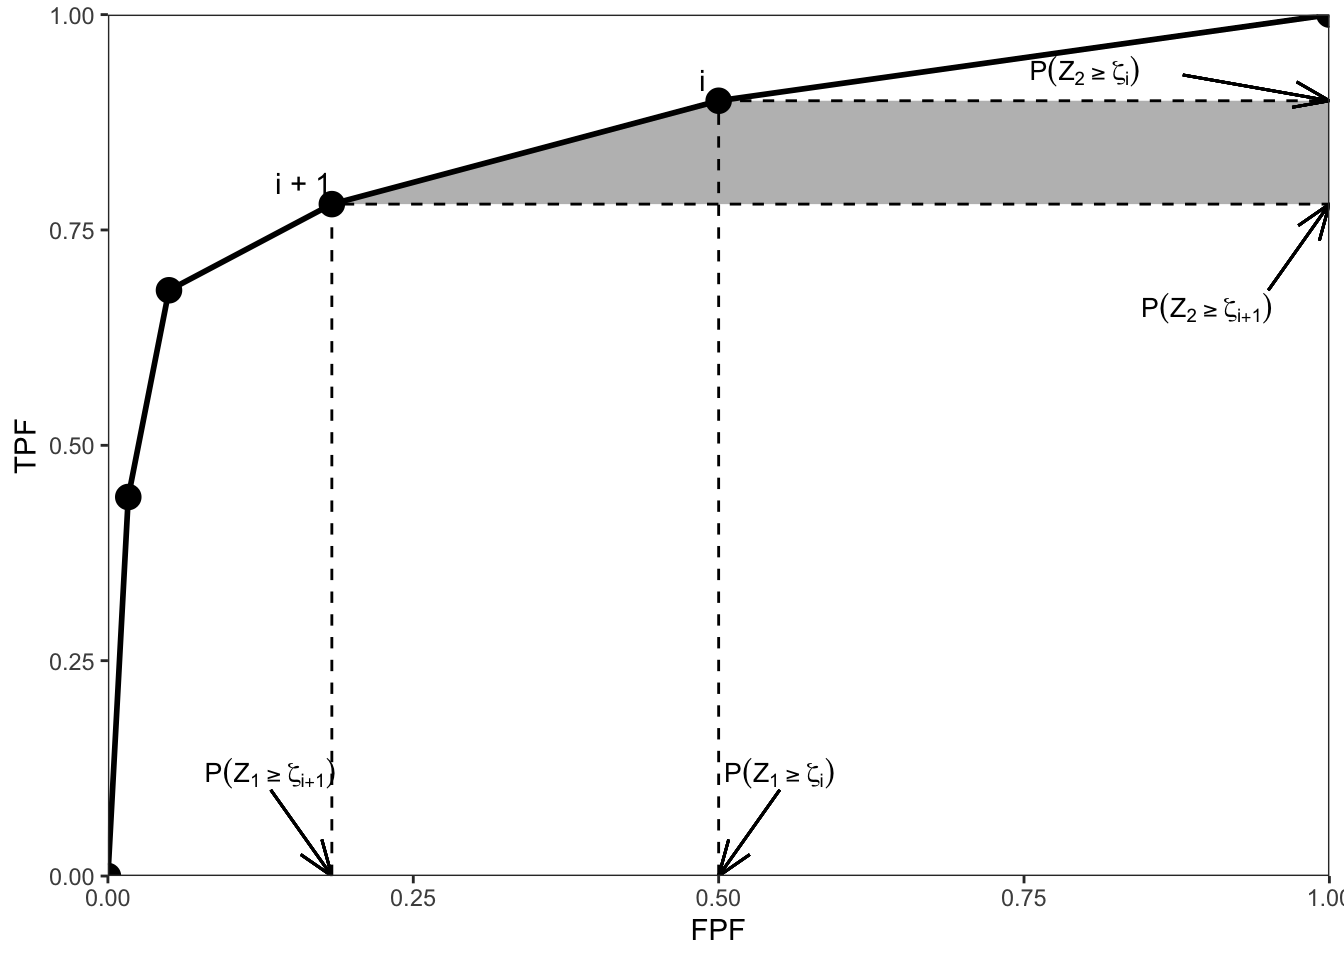 1.00
P(Z₂ ≥ ζᵢ)
i
i + 1
0.75
P(Z₂ ≥ ζᵢ₊₁)
TPF
0.50
0.25
P(Z₁ ≥ ζᵢ₊₁)
P(Z₁ ≥ ζᵢ)
0.00
0.00 0.25 0.50 0.75 1.00
FPF